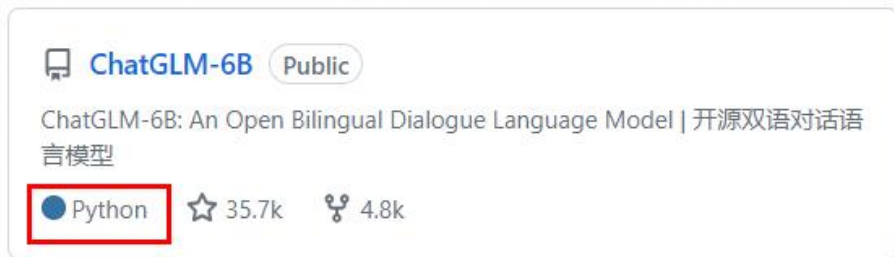 ChatGLM-6B Public
ChatGLM-6B: An Open Bilingual Dialogue Language Model | 开源双语对话语
言模型
Python 35.7k 4.8k